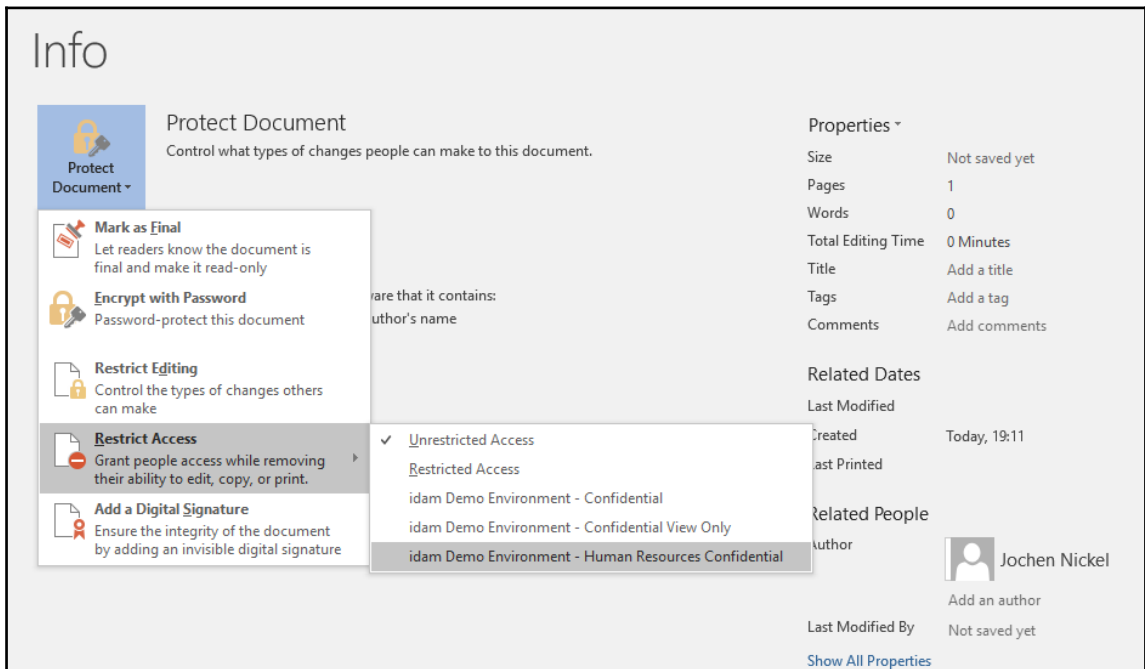 Info
Protect Document
Protect Document
Control what types of changes people can make to this document.
Mark as Final
Let readers know the document is
final and make it read-only
Encrypt with Password
Password-protect this document
Restrict Editing
Control the types of changes others
can make
Restrict Access
Grant people access while removing
their ability to edit, copy, or print.
Add a Digital Signature
Ensure the integrity of the document
by adding an invisible digital signature
that it contains:
name
Unrestricted Access
Restricted Access
idam Demo Environment - Confidential
idam Demo Environment - Confidential View Only
idam Demo Environment - Human Resources Confidential
Properties
Size Not saved yet
Pages 1
Words 0
Total Editing Time 0 Minutes
Title Add a title
Tags Add a tag
Comments Add comments
Related Dates
Last Modified
Created Today, 19:11
Last Printed
Related People
Author Jochen Nickel
Add an author
Last Modified By Not saved yet
Show All Properties